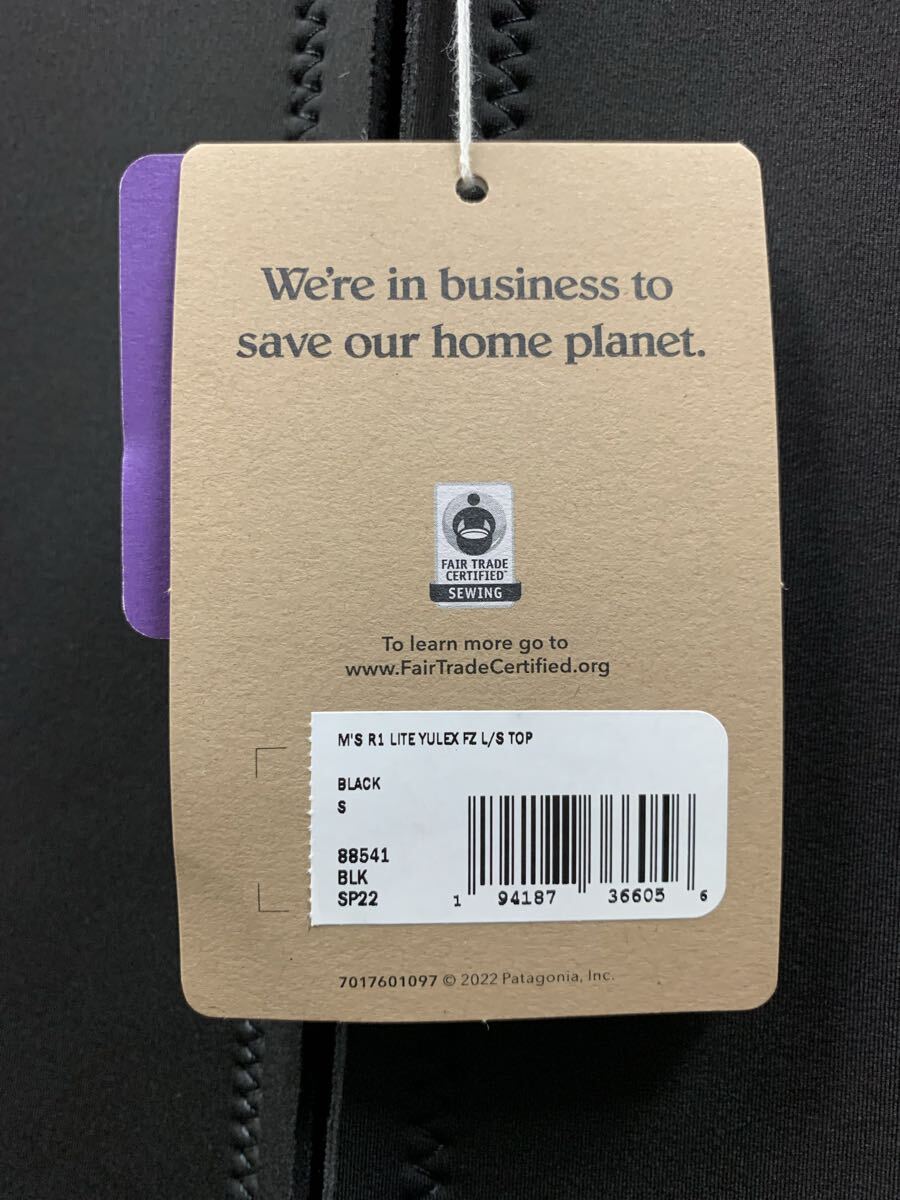 We're in business to
save our home planet.
FAIR TRADE
CERTIFIED™
SEWING
To learn more go to
www.FairTradeCertified.org
M'S R1 LITE YULEX FZ L/S TOP
BLACK
S
88541
BLK
SP22
1 94187 36605 6
7017601097 © 2022 Patagonia, Inc.